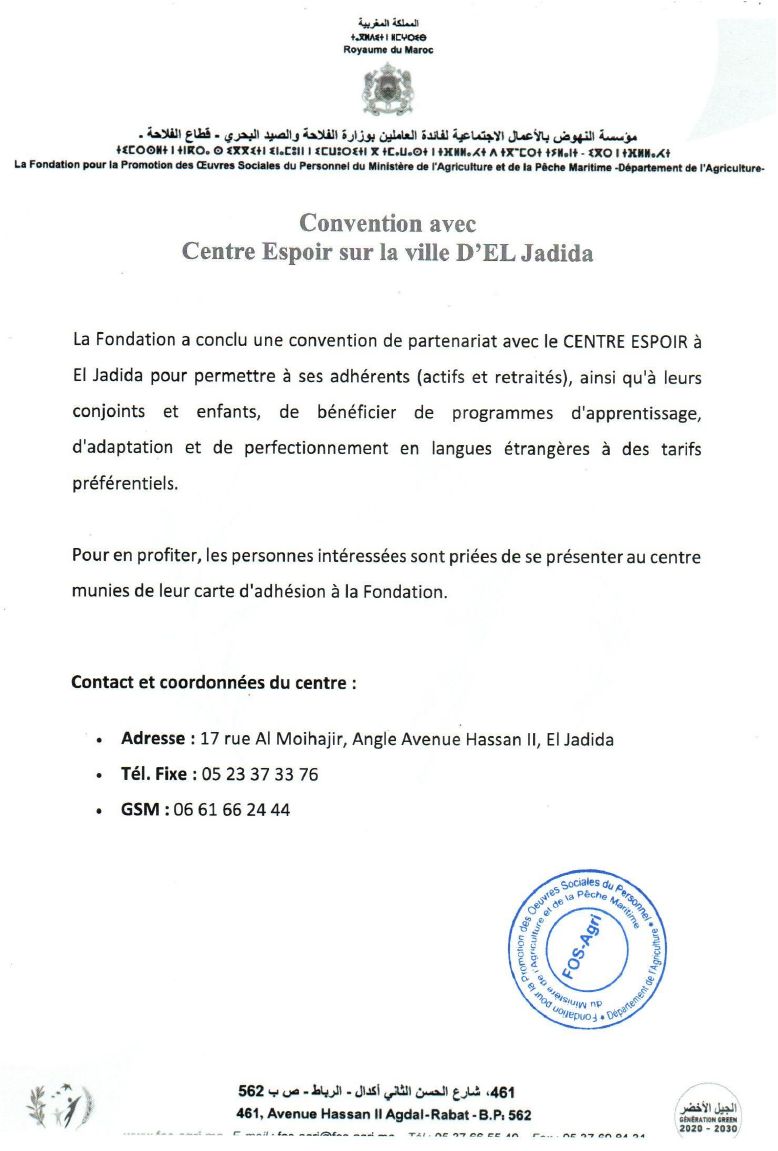 المملكة المغربية
ⵜⴰⴳⵍⴷⵉⵜ ⵏ ⵍⵎⵖⵔⵉⴱ
Royaume du Maroc
مؤسسة النهوض بالأعمال الاجتماعية لفائدة العاملين بوزارة الفلاحة والصيد البحري - قطاع الفلاحة -
La Fondation pour la Promotion des Œuvres Sociales du Personnel du Ministère de l'Agriculture et de la Pêche Maritime -Département de l'Agriculture-
Convention avec
Centre Espoir sur la ville D'EL Jadida
La Fondation a conclu une convention de partenariat avec le CENTRE ESPOIR à
El Jadida pour permettre à ses adhérents (actifs et retraités), ainsi qu'à leurs
conjoints et enfants, de bénéficier de programmes d'apprentissage,
d'adaptation et de perfectionnement en langues étrangères à des tarifs
préférentiels.
Pour en profiter, les personnes intéressées sont priées de se présenter au centre
munies de leur carte d'adhésion à la Fondation.
Contact et coordonnées du centre :
• Adresse : 17 rue Al Moihajir, Angle Avenue Hassan II, El Jadida
• Tél. Fixe : 05 23 37 33 76
• GSM : 06 61 66 24 44
Fondation pour la Promotion des Oeuvres Sociales du Personnel
du Ministère de l'Agriculture et de la Pêche Maritime
Département de l'Agriculture
FOS-Agri
461، شارع الحسن الثاني أكدال - الرباط - ص ب 562
461, Avenue Hassan II Agdal-Rabat - B.P: 562
الجيل الأخضر
GÉNÉRATION GREEN
2020 - 2030